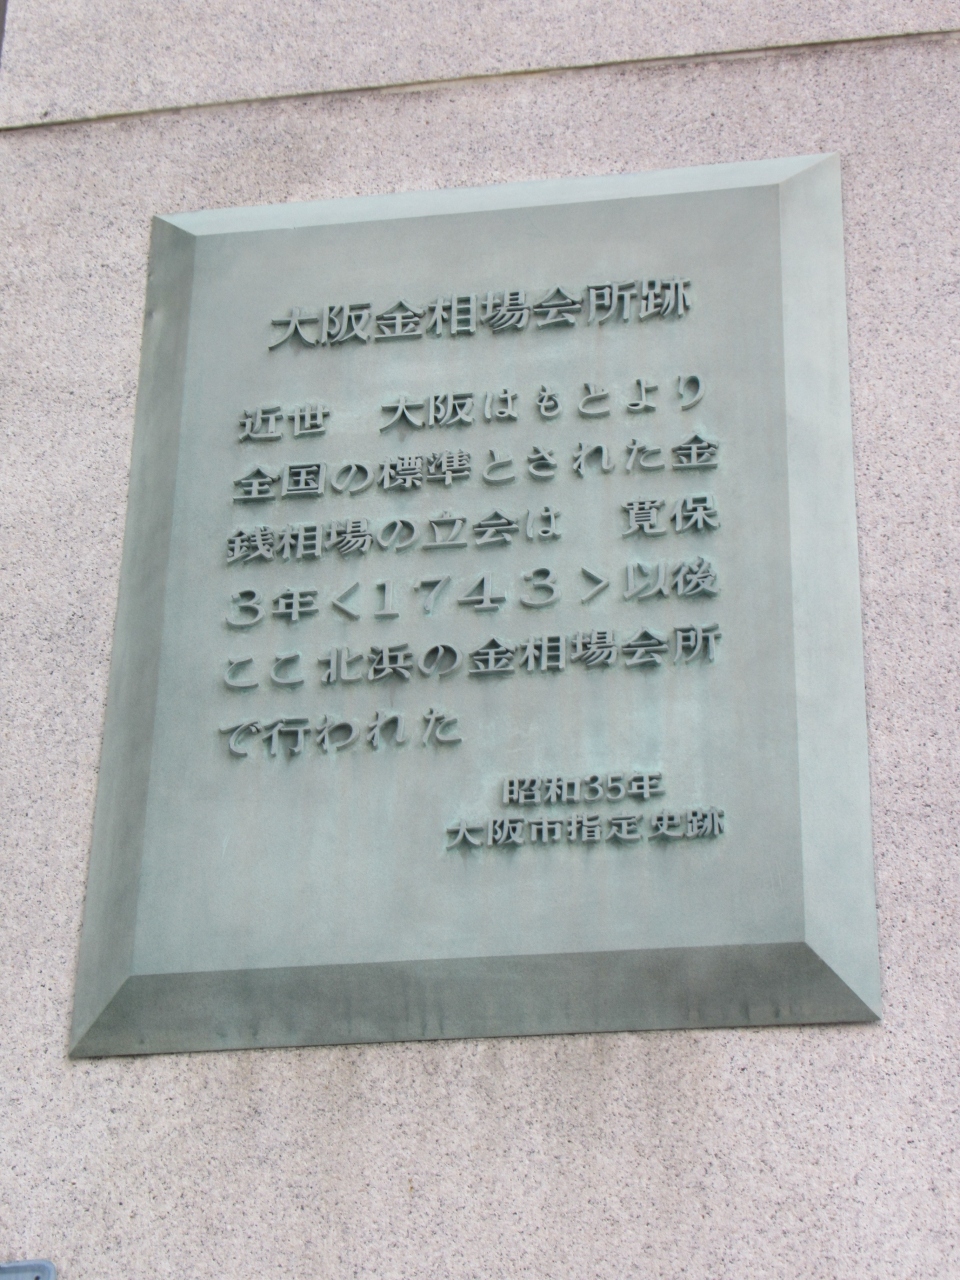 大阪金相場会所跡
近世　大阪はもとより
全国の標準とされた金
銭相場の立会は　寛保
3年<1743>以後
ここ北浜の金相場会所
で行われた
昭和35年
大阪市指定史跡